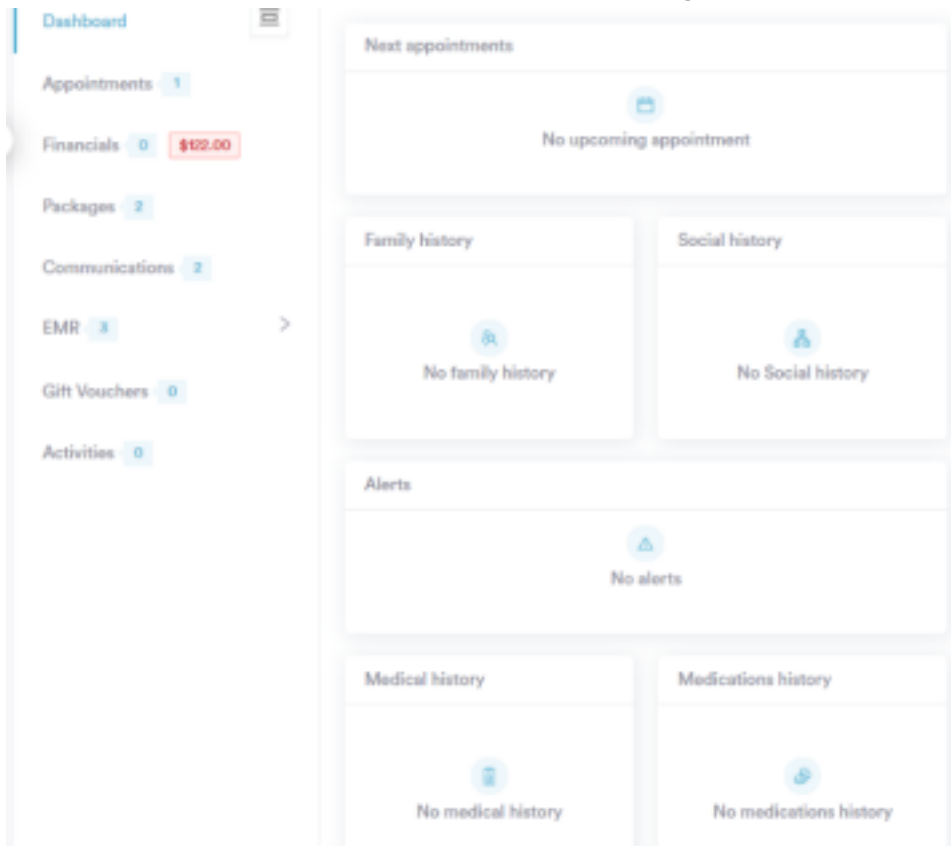 Dashboard
Appointments 1
Financials 0 $122.00
Packages 2
Communications 2
EMR 3
Gift Vouchers 0
Activities 0
Next appointments
No upcoming appointment
Family history
No family history
Social history
No Social history
Alerts
No alerts
Medical history
No medical history
Medications history
No medications history